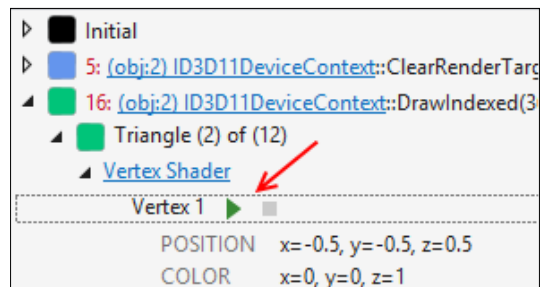 Initial
5: (obj:2) ID3D11DeviceContext::ClearRenderTarg
16: (obj:2) ID3D11DeviceContext::DrawIndexed(3
Triangle (2) of (12)
Vertex Shader
Vertex 1
POSITION x=-0.5, y=-0.5, z=0.5
COLOR x=0, y=0, z=1